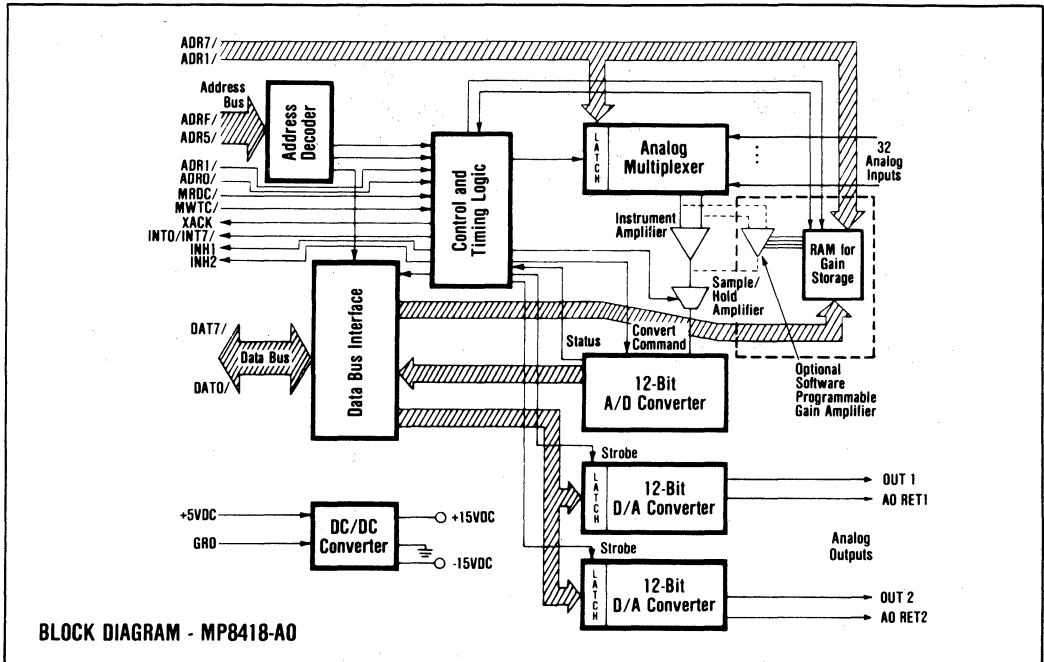 ADR7/
ADR1/
Address
Bus
ADRF/
ADR5/
Address
Decoder
ADR1/
ADR0/
MRDC/
MWTC/
XACK
INTO/INT7/
INH1
INH2
Control and
Timing Logic
LATCH
Analog
Multiplexer
32
Analog
Inputs
Instrument
Amplifier
RAM for
Gain
Storage
Sample/
Hold
Amplifier
DAT7/
Data Bus
DAT0/
Data Bus Interface
Status
Convert
Command
12-Bit
A/D Converter
Optional
Software
Programmable
Gain Amplifier
Strobe
LATCH
12-Bit
D/A Converter
OUT 1
AO RET1
+5VDC
GRD
DC/DC
Converter
+15VDC
-15VDC
Analog
Outputs
Strobe
LATCH
12-Bit
D/A Converter
OUT 2
AO RET2
BLOCK DIAGRAM - MP8418-AO